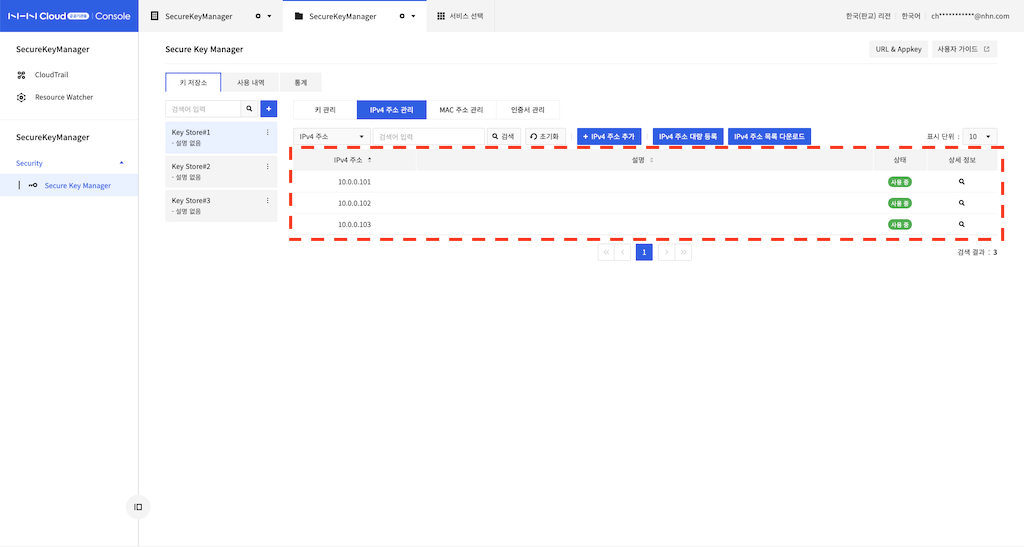 NHN Cloud 공공기관용 Console
SecureKeyManager
SecureKeyManager
서비스 선택
한국(판교) 리전
한국어
ch***********@nhn.com
SecureKeyManager
CloudTrail
Resource Watcher
SecureKeyManager
Security
Secure Key Manager
Secure Key Manager
URL & Appkey
사용자 가이드
키 저장소
사용 내역
통계
검색어 입력
+
Key Store#1
- 설명 없음
Key Store#2
- 설명 없음
Key Store#3
- 설명 없음
키 관리
IPv4 주소 관리
MAC 주소 관리
인증서 관리
IPv4 주소
검색어 입력
검색
초기화
+ IPv4 주소 추가
IPv4 주소 대량 등록
IPv4 주소 목록 다운로드
표시 단위 : 10
IPv4 주소 설명 상태 상세 정보
10.0.0.101 사용 중
10.0.0.102 사용 중
10.0.0.103 사용 중
1
검색 결과 : 3